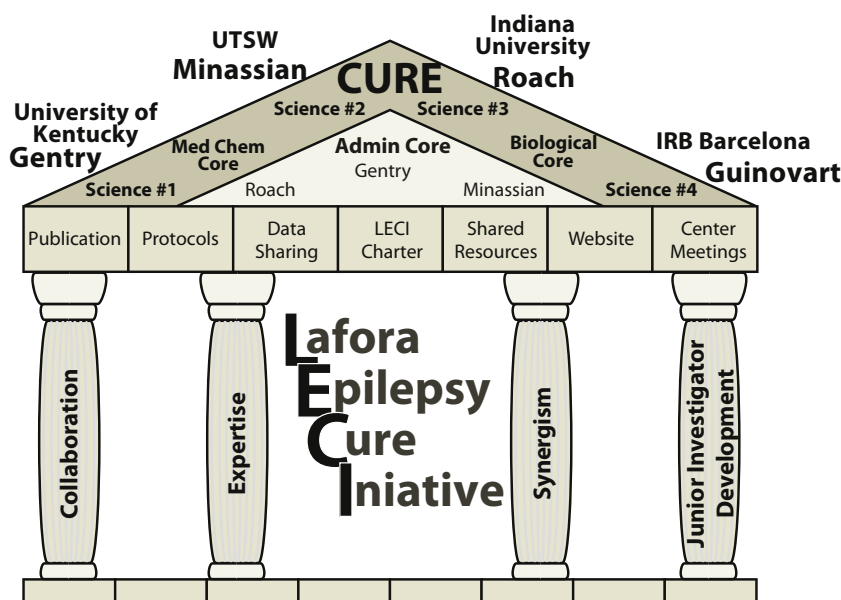 UTSW
Minassian
Indiana
University
Roach
University of
Kentucky
Gentry
IRB Barcelona
Guinovart
CURE
Science #2
Science #3
Med Chem
Core
Biological
Core
Science #1
Science #4
Admin Core
Gentry
Roach
Minassian
Publication
Protocols
Data
Sharing
LECI
Charter
Shared
Resources
Website
Center
Meetings
Collaboration
Expertise
Lafora
Epilepsy
Cure
Iniative
Synergism
Junior Investigator
Development